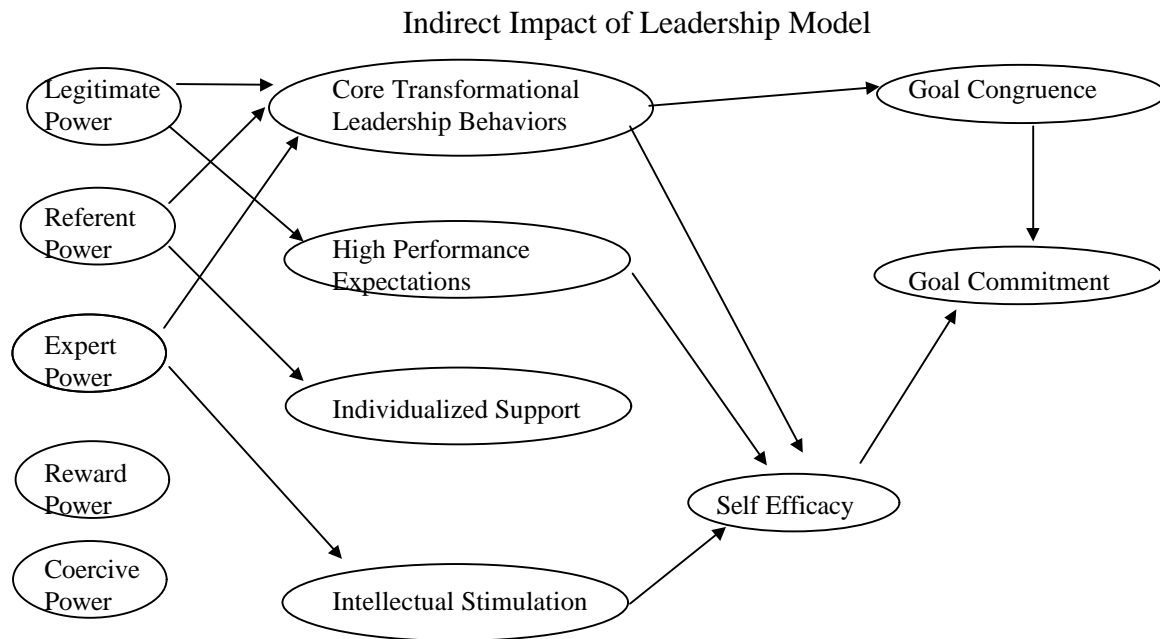 Indirect Impact of Leadership Model
Legitimate
Power
Core Transformational
Leadership Behaviors
Goal Congruence
Referent
Power
High Performance
Expectations
Goal Commitment
Expert
Power
Individualized Support
Reward
Power
Self Efficacy
Coercive
Power
Intellectual Stimulation